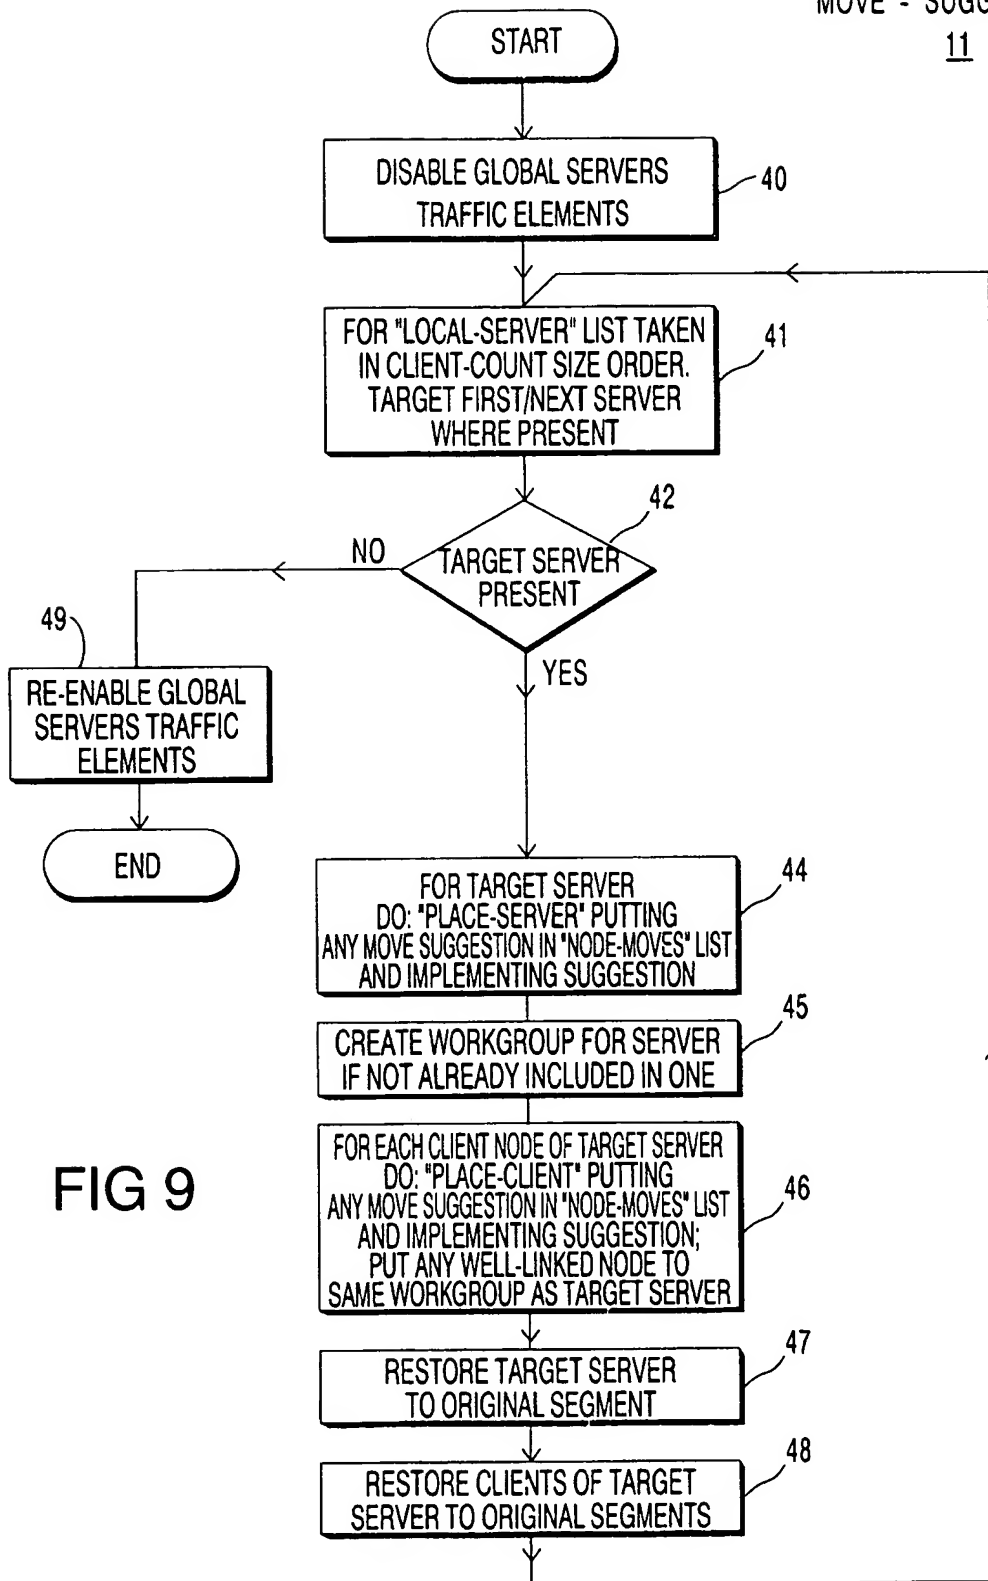 MOVE - SUGG
11
START
DISABLE GLOBAL SERVERS
TRAFFIC ELEMENTS
40
FOR "LOCAL-SERVER" LIST TAKEN
IN CLIENT-COUNT SIZE ORDER.
TARGET FIRST/NEXT SERVER
WHERE PRESENT
41
TARGET SERVER
PRESENT
42
NO
YES
49
RE-ENABLE GLOBAL
SERVERS TRAFFIC
ELEMENTS
END
FOR TARGET SERVER
DO: "PLACE-SERVER" PUTTING
ANY MOVE SUGGESTION IN "NODE-MOVES" LIST
AND IMPLEMENTING SUGGESTION
44
CREATE WORKGROUP FOR SERVER
IF NOT ALREADY INCLUDED IN ONE
45
FOR EACH CLIENT NODE OF TARGET SERVER
DO: "PLACE-CLIENT" PUTTING
ANY MOVE SUGGESTION IN "NODE-MOVES" LIST
AND IMPLEMENTING SUGGESTION;
PUT ANY WELL-LINKED NODE TO
SAME WORKGROUP AS TARGET SERVER
46
FIG 9
RESTORE TARGET SERVER
TO ORIGINAL SEGMENT
47
RESTORE CLIENTS OF TARGET
SERVER TO ORIGINAL SEGMENTS
48